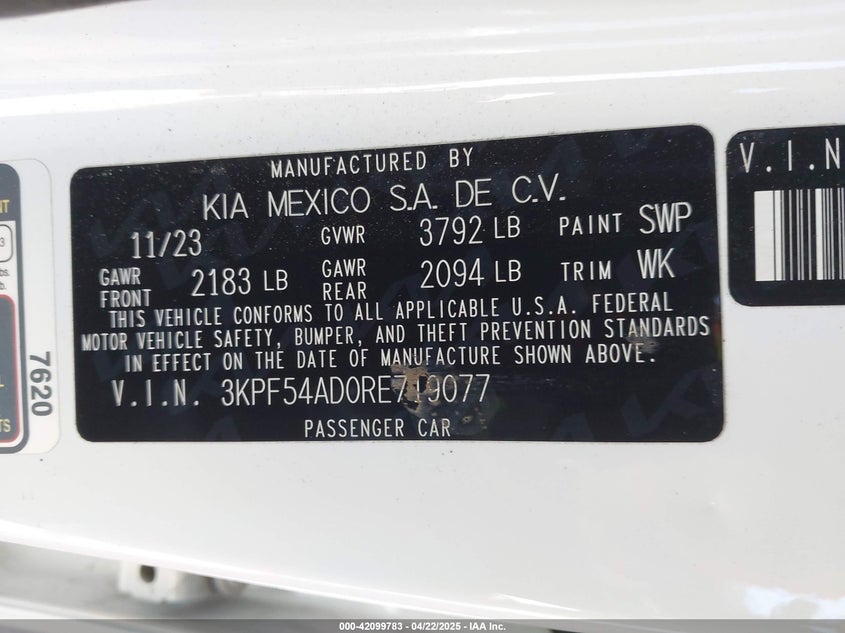 MANUFACTURED BY
KIA MEXICO S.A. DE C.V.
11/23 GVWR 3792 LB PAINT SWP
GAWR FRONT 2183 LB GAWR REAR 2094 LB TRIM WK
THIS VEHICLE CONFORMS TO ALL APPLICABLE U.S.A. FEDERAL
MOTOR VEHICLE SAFETY, BUMPER, AND THEFT PREVENTION STANDARDS
IN EFFECT ON THE DATE OF MANUFACTURE SHOWN ABOVE.
V.I.N. 3KPF54AD0RE719077
PASSENGER CAR
V.I.N
7620
000-42099783 - 04/22/2025 - IAA Inc.